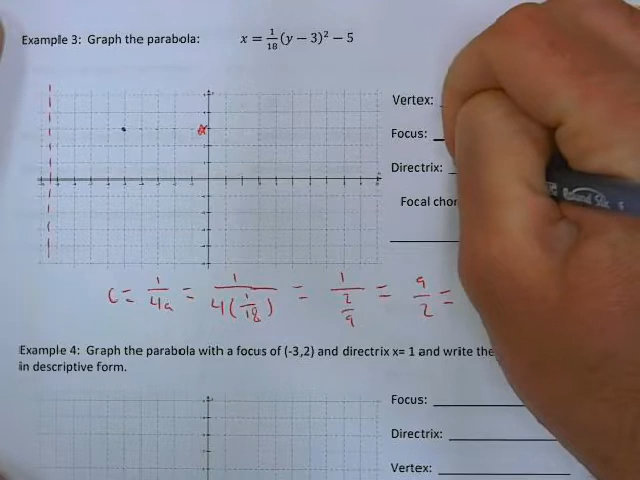 Example 3: Graph the parabola: x = 1/18 (y − 3)² − 5
Vertex:
Focus:
Directrix:
Focal chor
c = 1/4a = 1/4(1/18) = 1/(2/9) = 9/2 =
Example 4: Graph the parabola with a focus of (-3,2) and directrix x= 1 and write the
in descriptive form.
Focus:
Directrix:
Vertex: